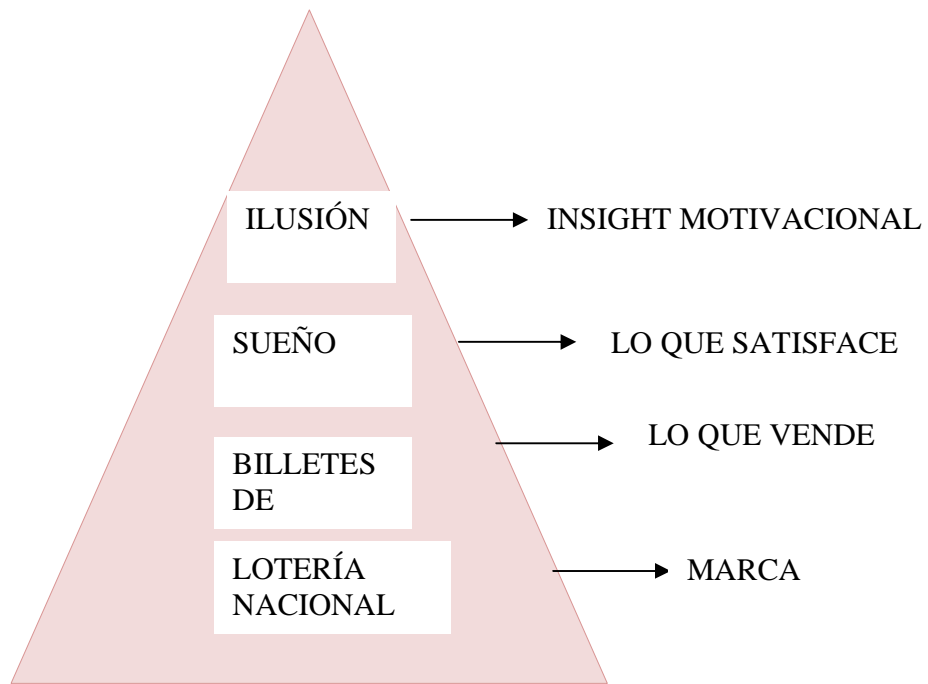 ILUSIÓN
INSIGHT MOTIVACIONAL
SUEÑO
LO QUE SATISFACE
BILLETES
DE
LO QUE VENDE
LOTERÍA
NACIONAL
MARCA